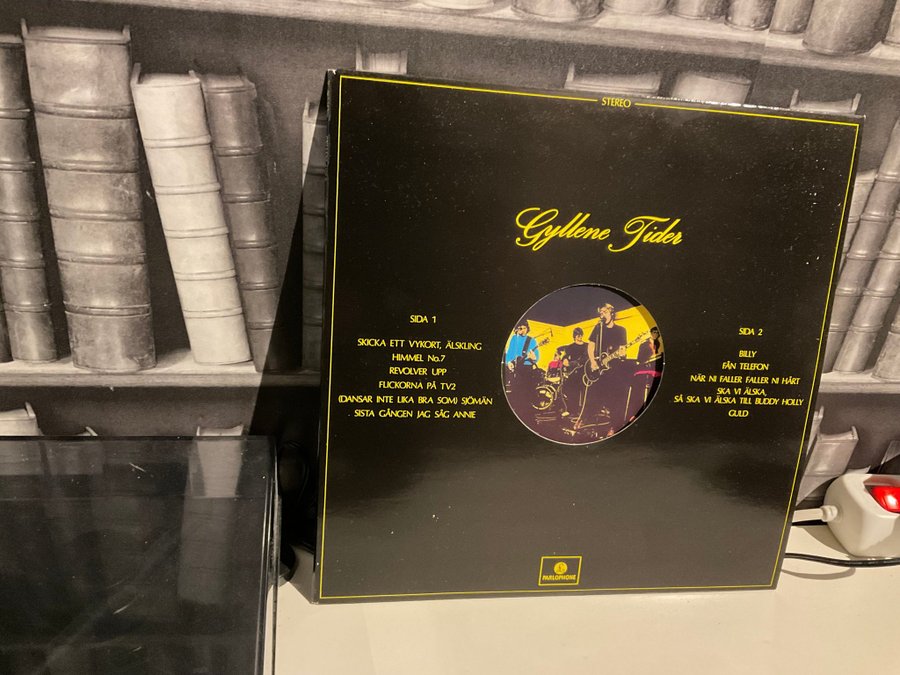 STEREO
Gyllene Tider
SIDA 1
SKICKA ETT VYKORT, ÄLSKLING
HIMMEL No.7
REVOLVER UPP
FLICKORNA PÅ TV2
(DANSAR INTE LIKA BRA SOM) SJÖMÄN
SISTA GÅNGEN JAG SÅG ANNIE
SIDA 2
BILLY
FÅN TELEFON
NÄR NI FALLER FALLER NI HÅRT
SKA VI ÄLSKA,
SÅ SKA VI ÄLSKA TILL BUDDY HOLLY
GULD
PARLOPHONE